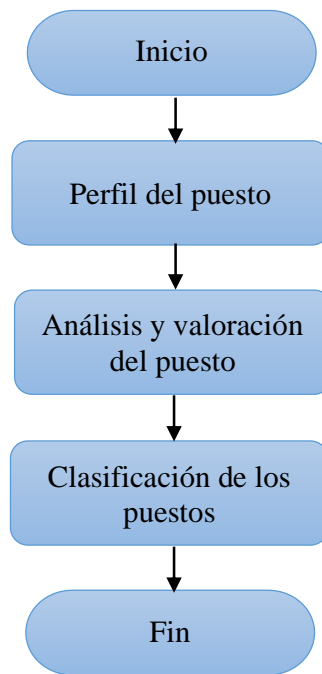 Inicio
Perfil del puesto
Análisis y valoración
del puesto
Clasificación de los
puestos
Fin